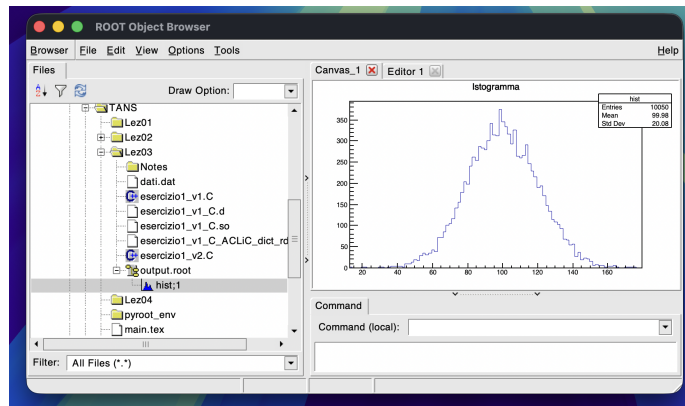 ROOT Object Browser
Browser File Edit View Options Tools Help
Files
Draw Option:
TANS
Lez01
Lez02
Lez03
Notes
dati.dat
esercizio1_v1.C
esercizio1_v1_C.d
esercizio1_v1_C.so
esercizio1_v1_C_ACLiC_dict_rd
esercizio1_v2.C
output.root
hist;1
Lez04
pyroot_env
main.tex
Filter: All Files (*.*)
Canvas_1 Editor 1
Istogramma
hist
Entries 10050
Mean 99.98
Std Dev 20.08
350
300
250
200
150
100
50
0
20 40 60 80 100 120 140 160
Command
Command (local):